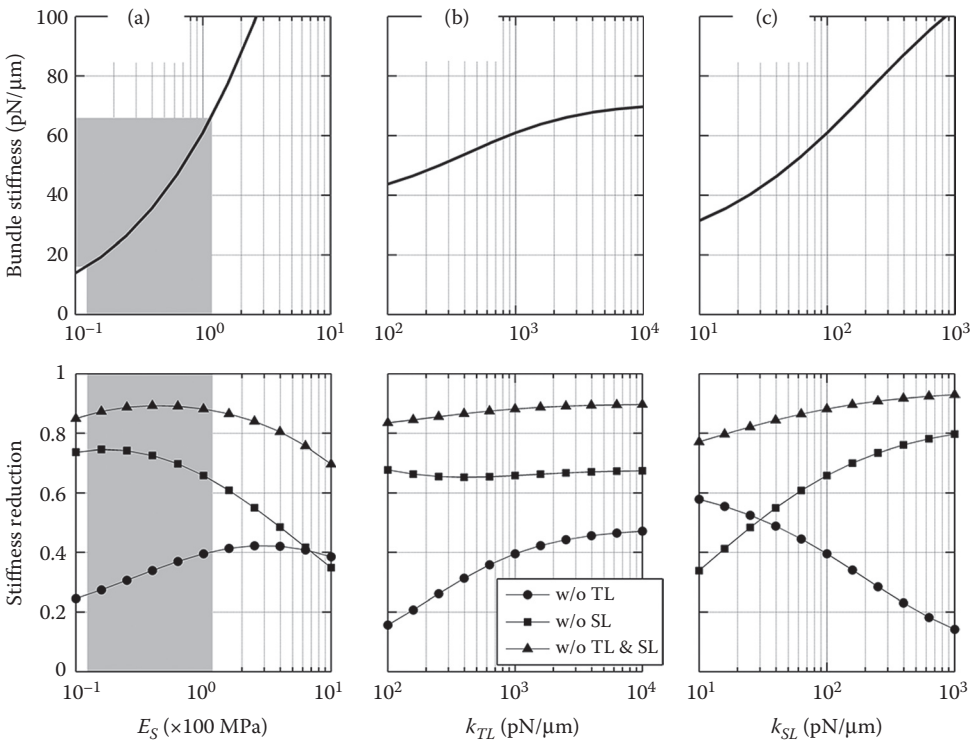 (a) (b) (c)
Bundle stiffness (pN/μm)
100
80
60
40
20
0
10⁻¹ 10⁰ 10¹
10² 10³ 10⁴
10¹ 10² 10³
Stiffness reduction
1
0.8
0.6
0.4
0.2
0
w/o TL
w/o SL
w/o TL & SL
10⁻¹ 10⁰ 10¹
10² 10³ 10⁴
10¹ 10² 10³
E_S (×100 MPa)
k_TL (pN/μm)
k_SL (pN/μm)